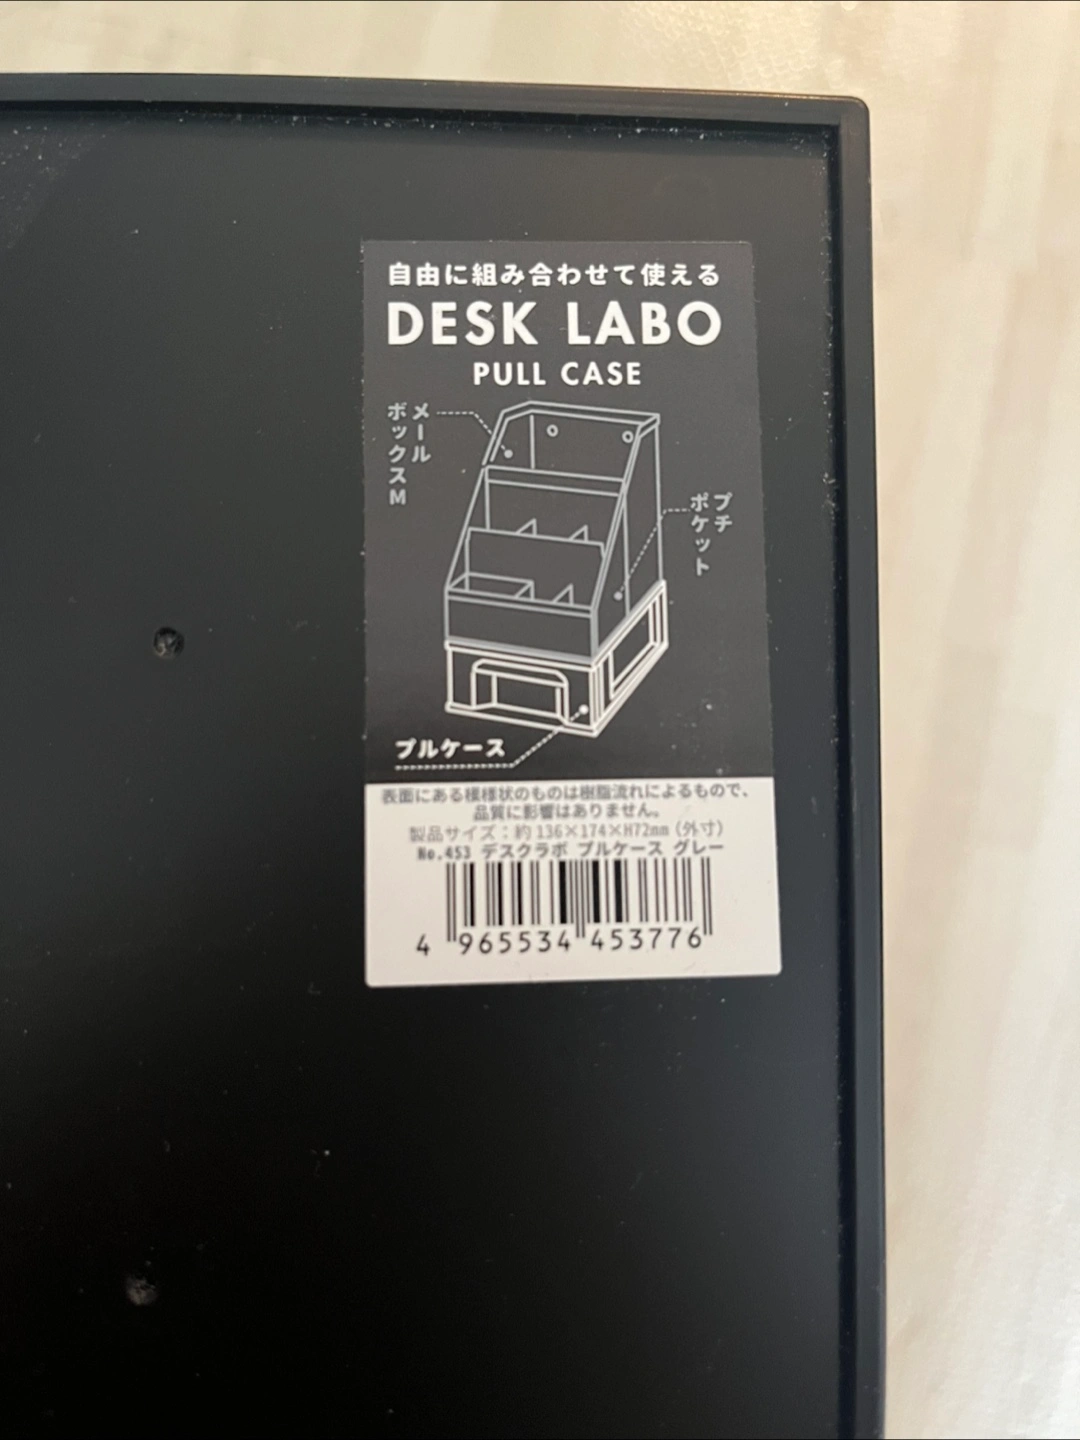 自由に組み合わせて使える
DESK LABO
PULL CASE
メール
ボックスM
プチ
ポケット
プルケース
表面にある模様状のものは樹脂流れによるもので、
品質に影響はありません。
製品サイズ：約136×174×H72mm（外寸）
No.453 デスクラボ プルケース グレー
4 965534 453776